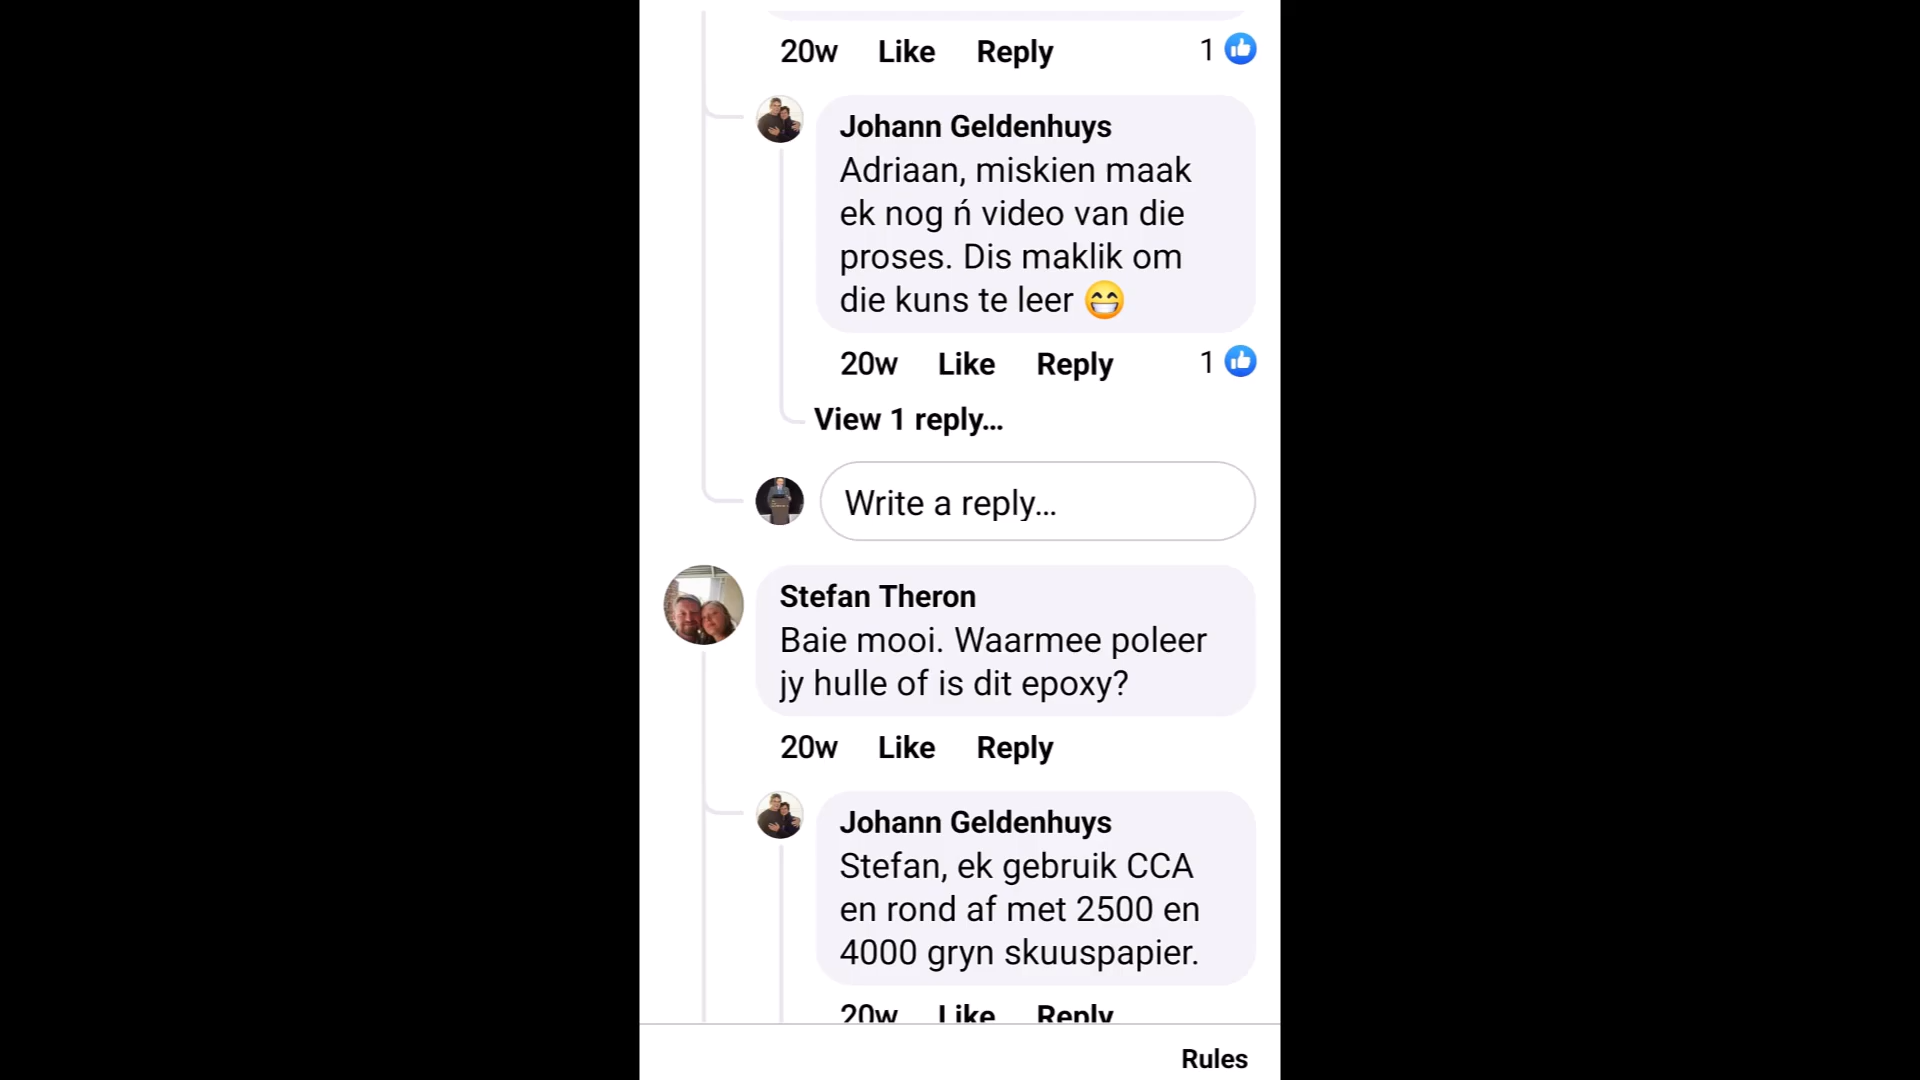 20w Like Reply 1
Johann Geldenhuys
Adriaan, miskien maak
ek nog ń video van die
proses. Dis maklik om
die kuns te leer 😁
20w Like Reply 1
View 1 reply...
Write a reply...
Stefan Theron
Baie mooi. Waarmee poleer
jy hulle of is dit epoxy?
20w Like Reply
Johann Geldenhuys
Stefan, ek gebruik CCA
en rond af met 2500 en
4000 gryn skuuspapier.
20w Like Reply
Rules